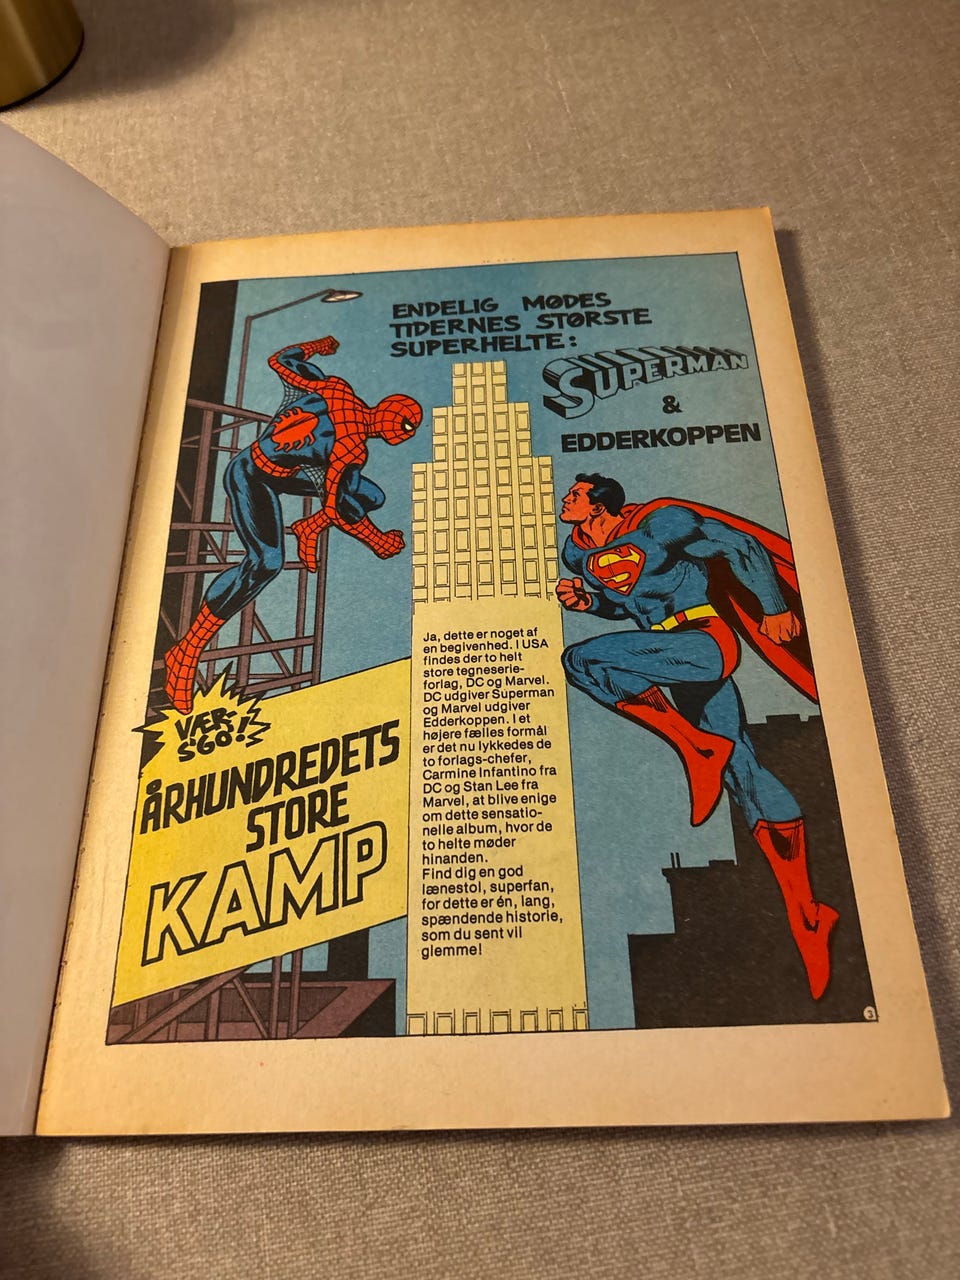 ENDELIG MØDES
TIDERNES STØRSTE
SUPERHELTE:
SUPERMAN
&
EDDERKOPPEN
Ja, dette er noget af
en begivenhed. I USA
findes der to helt
store tegneserie-
forlag, DC og Marvel.
DC udgiver Superman
og Marvel udgiver
Edderkoppen. I et
højere fælles formål
er det nu lykkedes de
to forlags-chefer,
Carmine Infantino fra
DC og Stan Lee fra
Marvel, at blive enige
om dette sensatio-
nelle album, hvor de
to helte møder
hinanden.
Find dig en god
lænestol, superfan,
for dette er én, lang,
spændende historie,
som du sent vil
glemme!
VÆR-
S'GO!
ÅRHUNDREDETS
STORE
KAMP
S
3